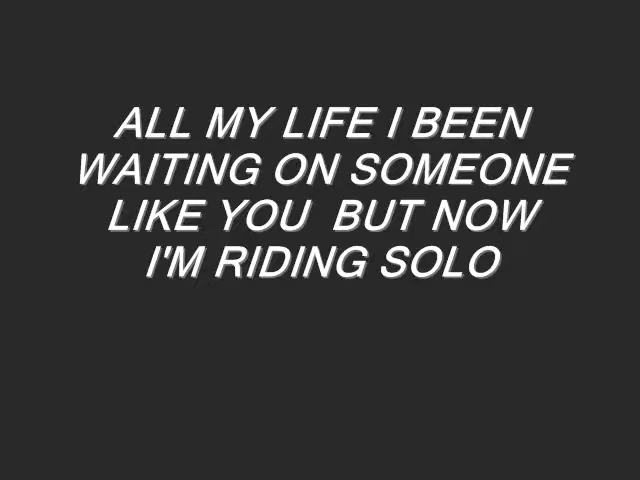 ALL MY LIFE I BEEN
WAITING ON SOMEONE
LIKE YOU  BUT NOW
I'M RIDING SOLO